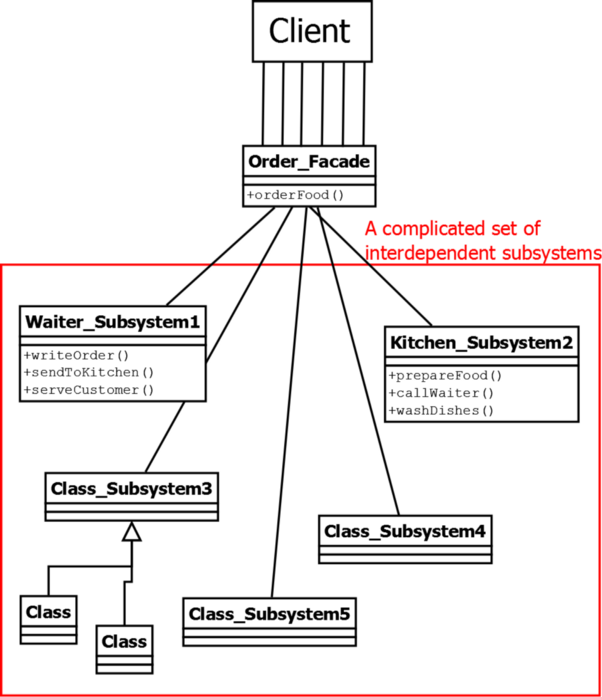 Client
Order_Facade
+orderFood()
A complicated set of
interdependent subsystems
Waiter_Subsystem1
+writeOrder()
+sendToKitchen()
+serveCustomer()
Kitchen_Subsystem2
+prepareFood()
+callWaiter()
+washDishes()
Class_Subsystem3
Class_Subsystem4
Class
Class_Subsystem5
Class